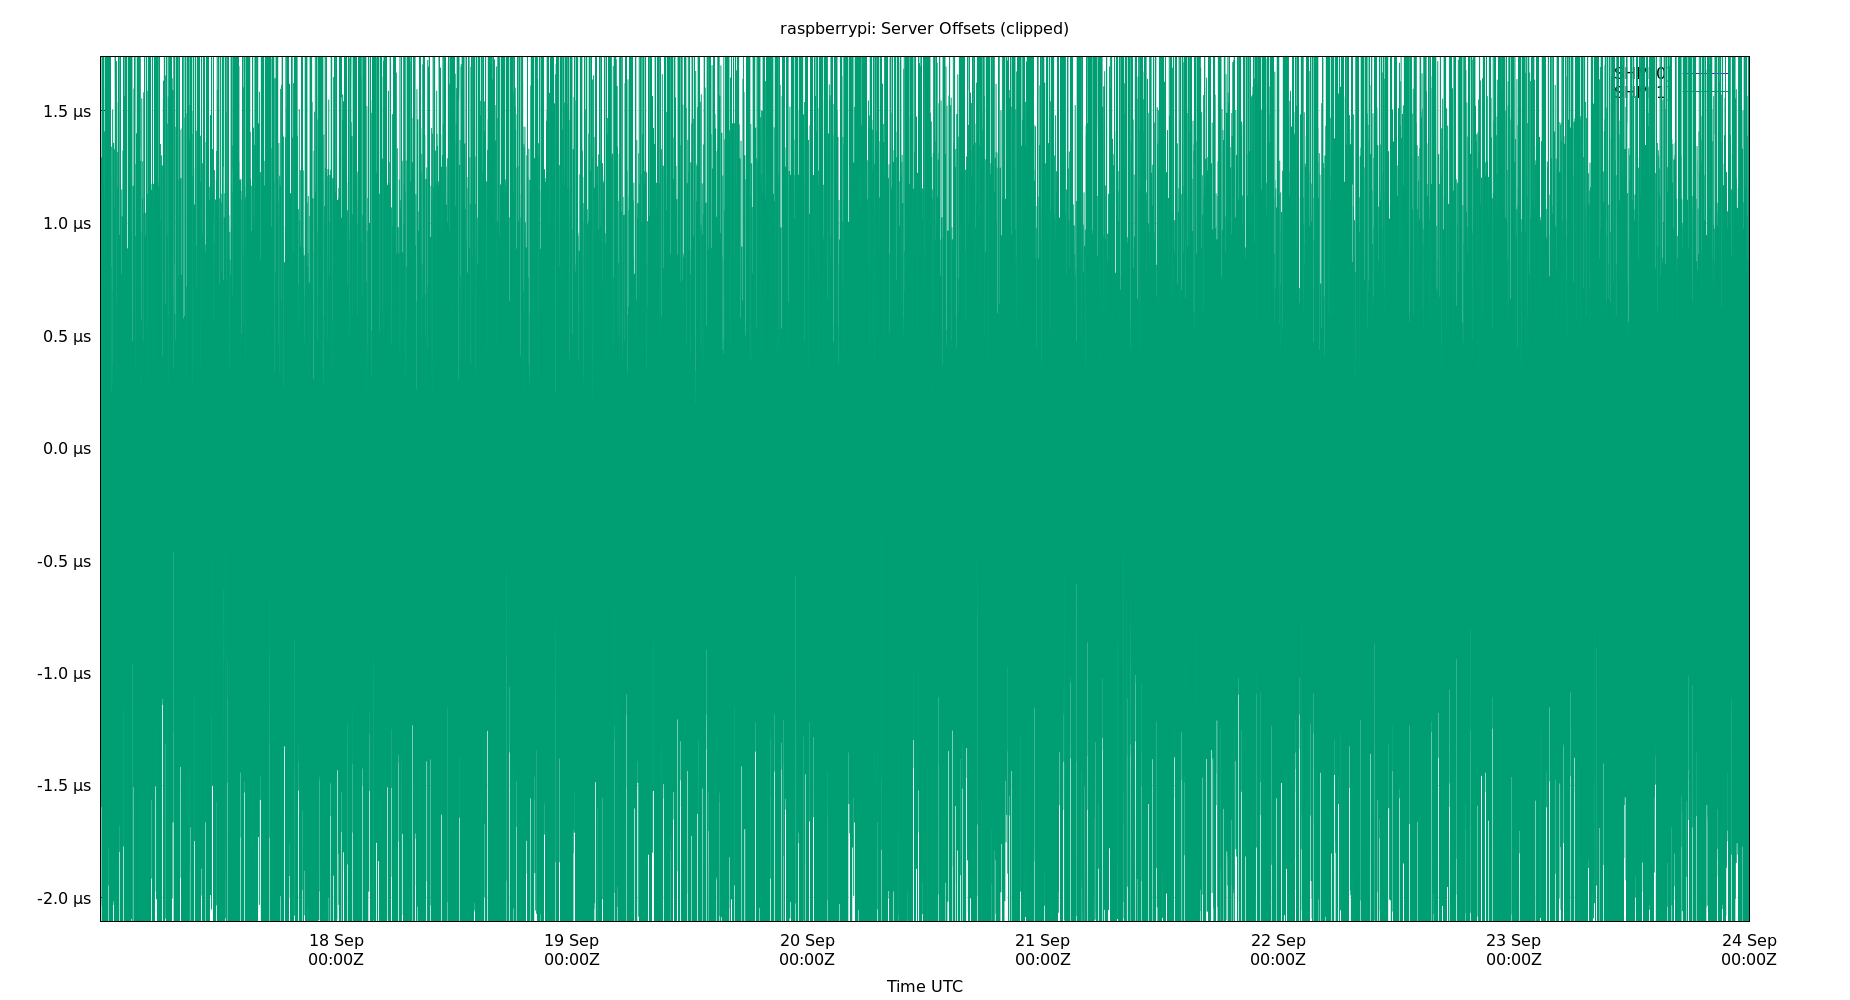 raspberrypi: Server Offsets (clipped)
1.5 µs
1.0 µs
0.5 µs
0.0 µs
-0.5 µs
-1.0 µs
-1.5 µs
-2.0 µs
18 Sep
00:00Z
19 Sep
00:00Z
20 Sep
00:00Z
21 Sep
00:00Z
22 Sep
00:00Z
23 Sep
00:00Z
24 Sep
00:00Z
Time UTC